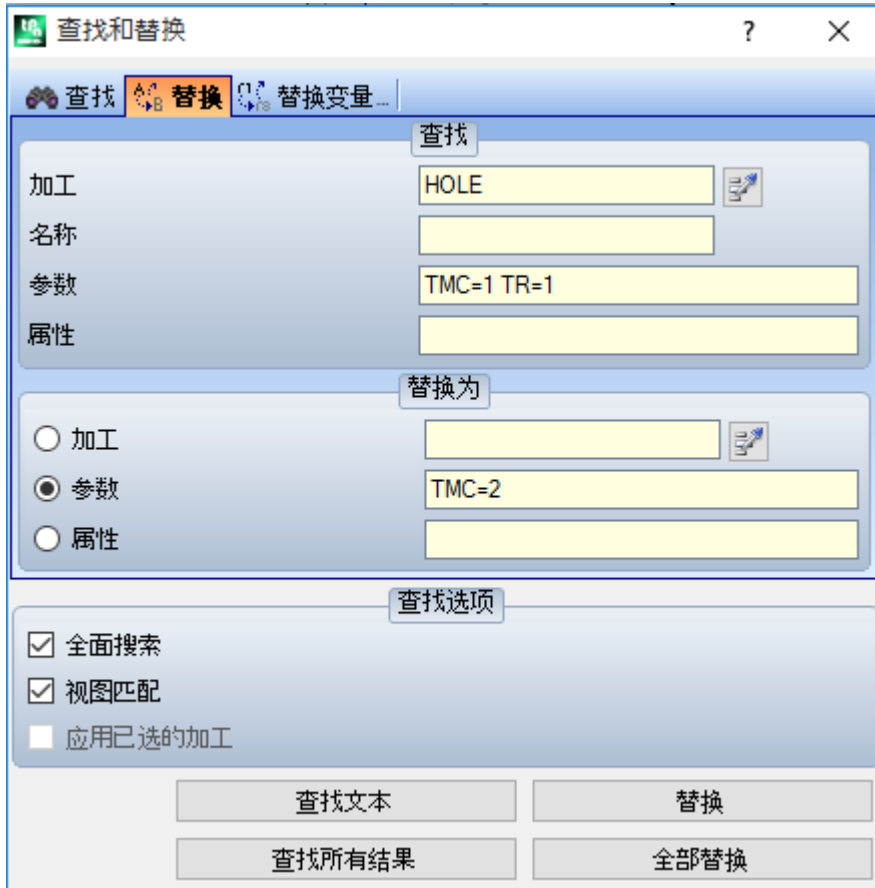 查找和替换
查找 替换 替换变量...
查找
加工 HOLE
名称
参数 TMC=1 TR=1
属性
替换为
加工
参数 TMC=2
属性
查找选项
全面搜索
视图匹配
应用已选的加工
查找文本 替换
查找所有结果 全部替换